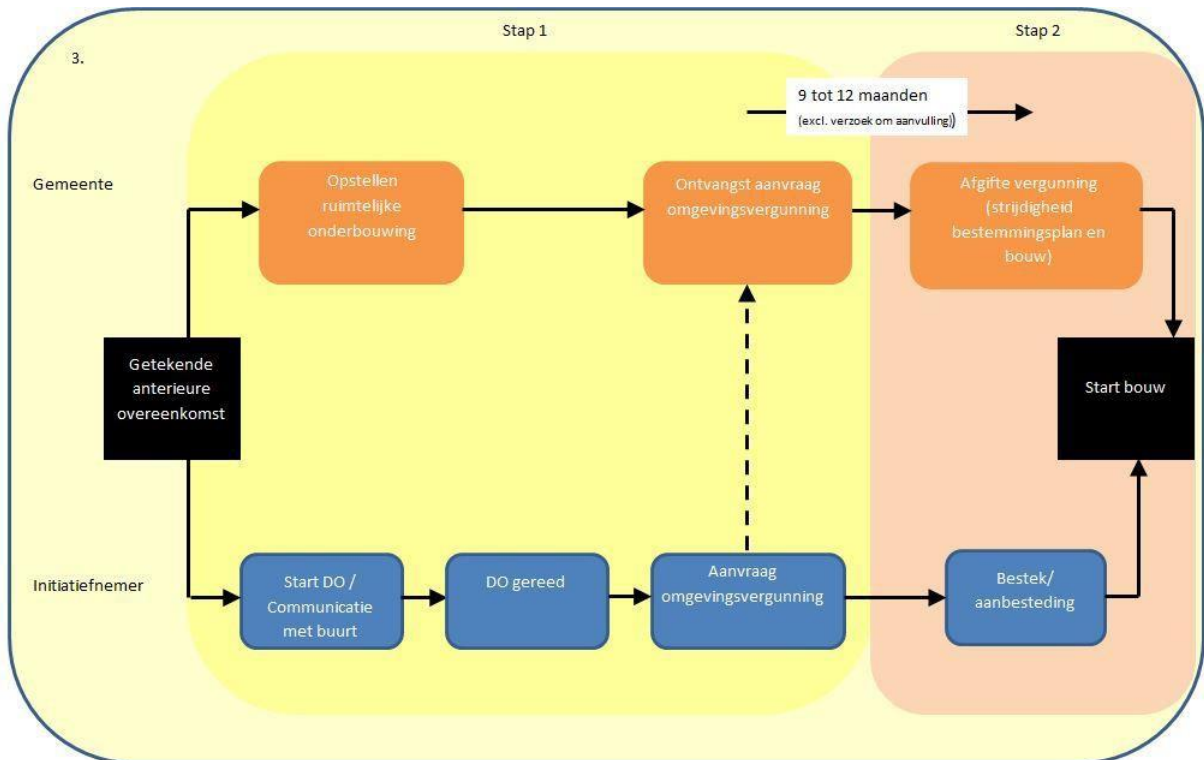 Stap 1
Stap 2
3.
9 tot 12 maanden
(excl. verzoek om aanvulling))
Gemeente
Opstellen
ruimtelijke
onderbouwing
Ontvangst aanvraag
omgevingsvergunning
Afgifte vergunning
(strijdigheid
bestemmingsplan en
bouw)
Getekende
anterieure
overeenkomst
Start bouw
Initiatiefnemer
Start DO /
Communicatie
met buurt
DO gereed
Aanvraag
omgevingsvergunning
Bestek/
aanbesteding